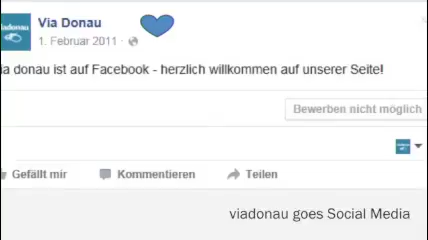 viadonau
Via Donau
1. Februar 2011 ·
ia donau ist auf Facebook - herzlich willkommen auf unserer Seite!
Bewerben nicht möglich
Gefällt mir
Kommentieren
Teilen
viadonau goes Social Media